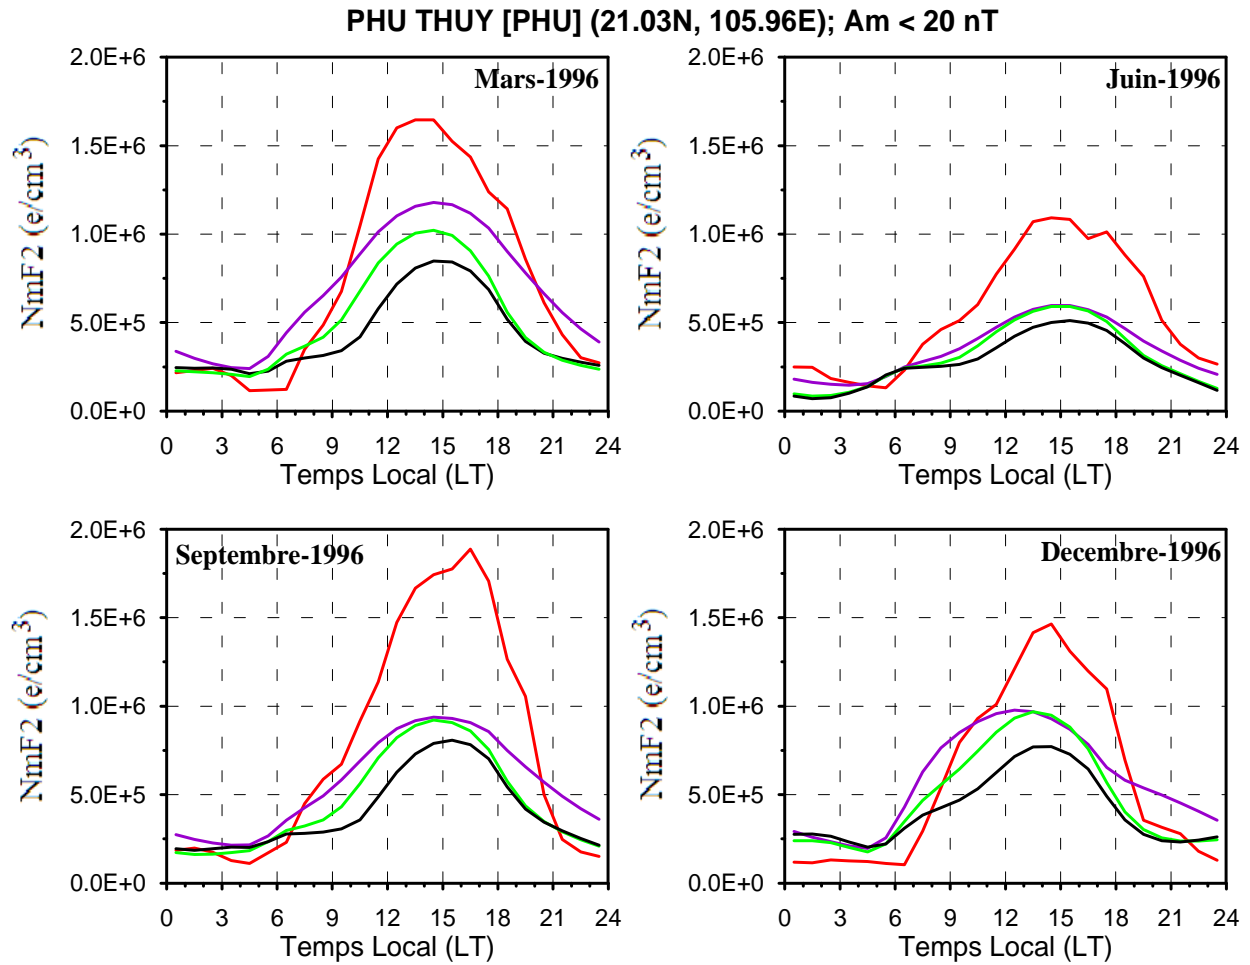 PHU THUY [PHU] (21.03N, 105.96E); Am < 20 nT
Mars-1996
NmF2 (e/cm³)
2.0E+6
1.5E+6
1.0E+6
5.0E+5
0.0E+0
0 3 6 9 12 15 18 21 24
Temps Local (LT)
Juin-1996
NmF2 (e/cm³)
2.0E+6
1.5E+6
1.0E+6
5.0E+5
0.0E+0
0 3 6 9 12 15 18 21 24
Temps Local (LT)
Septembre-1996
NmF2 (e/cm³)
2.0E+6
1.5E+6
1.0E+6
5.0E+5
0.0E+0
0 3 6 9 12 15 18 21 24
Temps Local (LT)
Decembre-1996
NmF2 (e/cm³)
2.0E+6
1.5E+6
1.0E+6
5.0E+5
0.0E+0
0 3 6 9 12 15 18 21 24
Temps Local (LT)